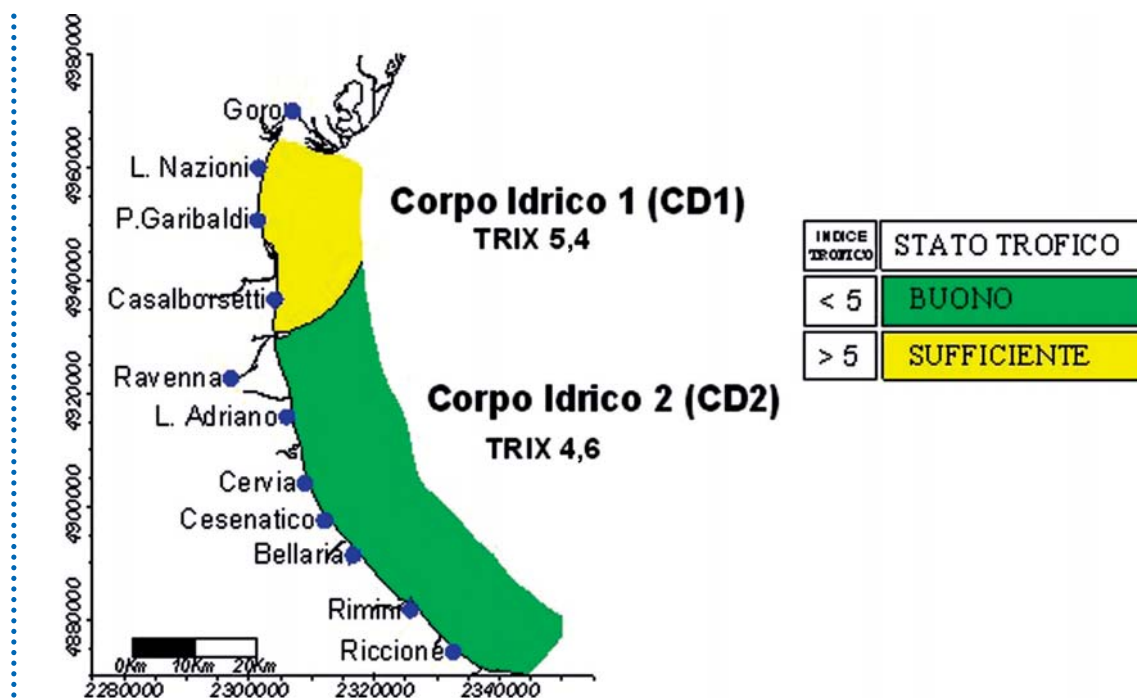 4980000
4960000
4940000
4920000
4900000
4880000
Goro
L. Nazioni
P.Garibaldi
Casalborsetti
Ravenna
L. Adriano
Cervia
Cesenatico
Bellaria
Rimini
Riccione
Corpo Idrico 1 (CD1)
TRIX 5,4
Corpo Idrico 2 (CD2)
TRIX 4,6
INDICE TROFICO
STATO TROFICO
< 5
BUONO
> 5
SUFFICIENTE
0Km 10Km 20Km
2280000 2300000 2320000 2340000